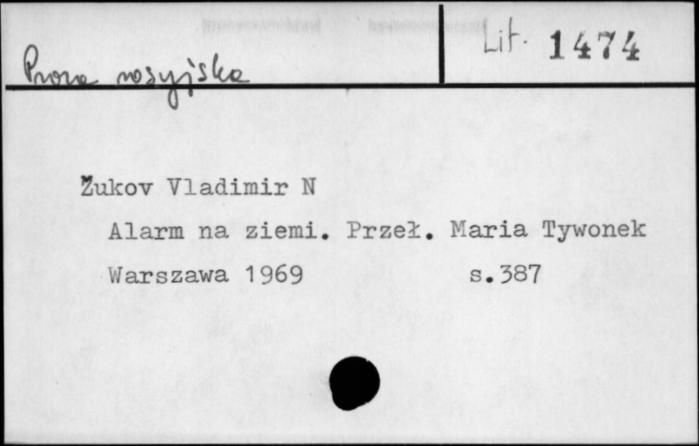 Proza rosyjska
Lit. 1474
Žukov Vladimir N
Alarm na ziemi. Przeł. Maria Tywonek
Warszawa 1969 s.387